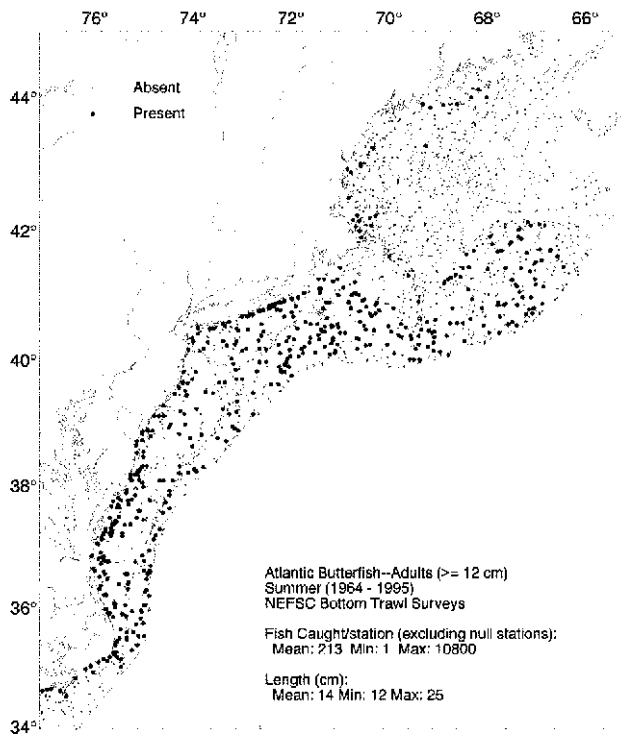 76° 74° 72° 70° 68° 66°
Absent
44°
Present
42°
40°
38°
36°
34°
Atlantic Butterfish--Adults (>= 12 cm)
Summer (1964 - 1995)
NEFSC Bottom Trawl Surveys
Fish Caught/station (excluding null stations):
Mean: 213 Min: 1 Max: 10800
Length (cm):
Mean: 14 Min: 12 Max: 25